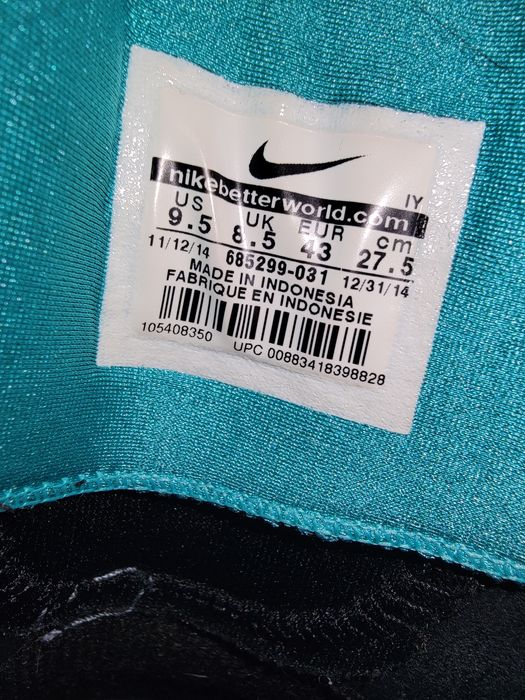 nikebetterworld.com IY
US UK EUR cm
9.5 8.5 43 27.5
11/12/14 685299-031 12/31/14
MADE IN INDONESIA
FABRIQUE EN INDONESIE
105408350 UPC 00883418398828